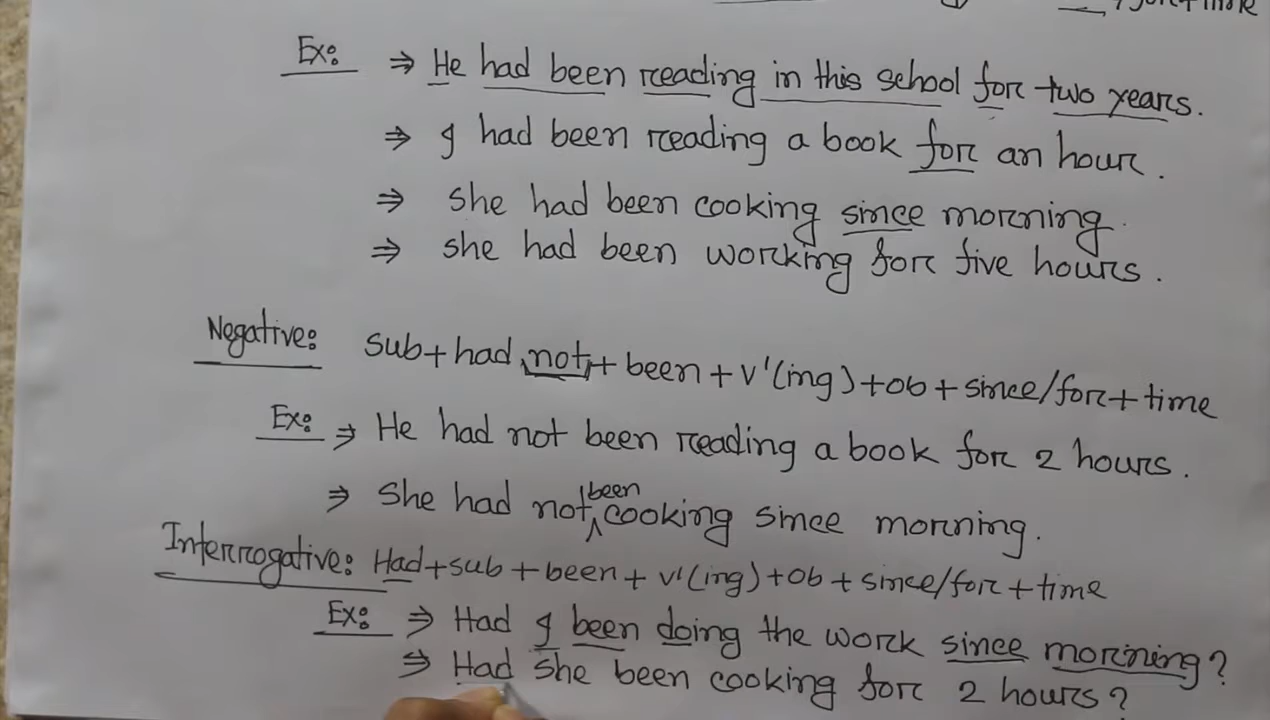 Ex: ⇒ He had been reading in this school for two years.
⇒ I had been reading a book for an hour.
⇒ She had been cooking since morning.
⇒ she had been working for five hours.
Negative: sub+had not+been+v'(ing)+ob+since/for+time
Ex: ⇒ He had not been reading a book for 2 hours.
⇒ She had not been cooking since morning.
Interrogative: Had+sub+been+v'(ing)+ob+since/for+time
Ex: ⇒ Had I been doing the work since morning?
⇒ Had she been cooking for 2 hours?